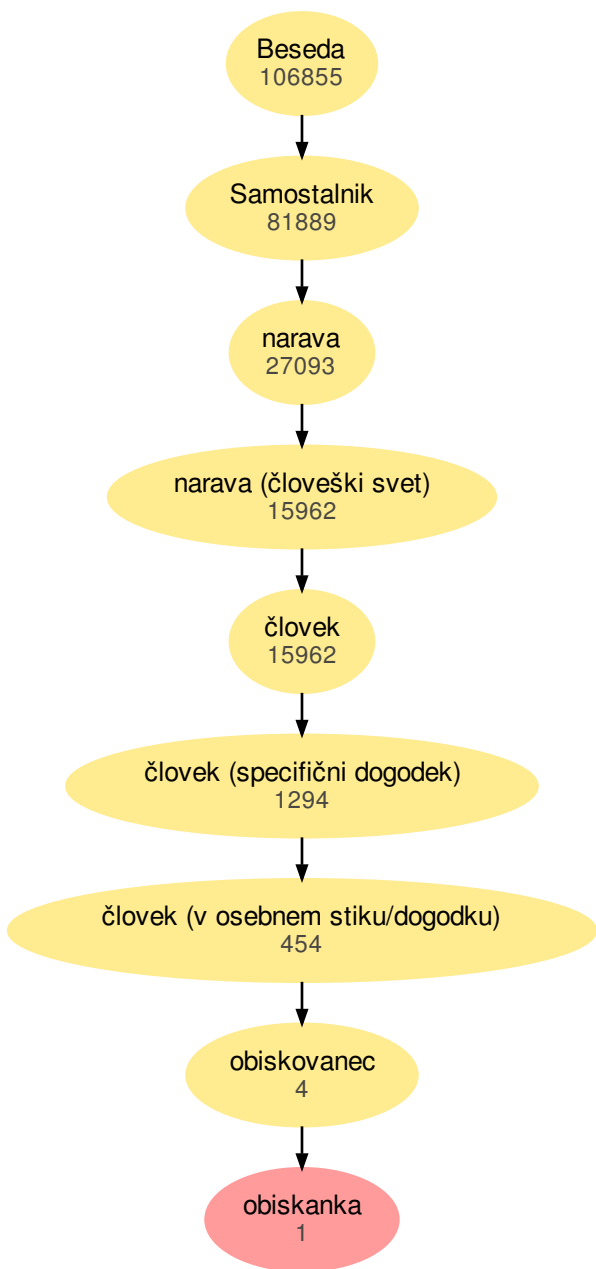 Beseda
106855
Samostalnik
81889
narava
27093
narava (človeški svet)
15962
človek
15962
človek (specifični dogodek)
1294
človek (v osebnem stiku/dogodku)
454
obiskovanec
4
obiskanka
1